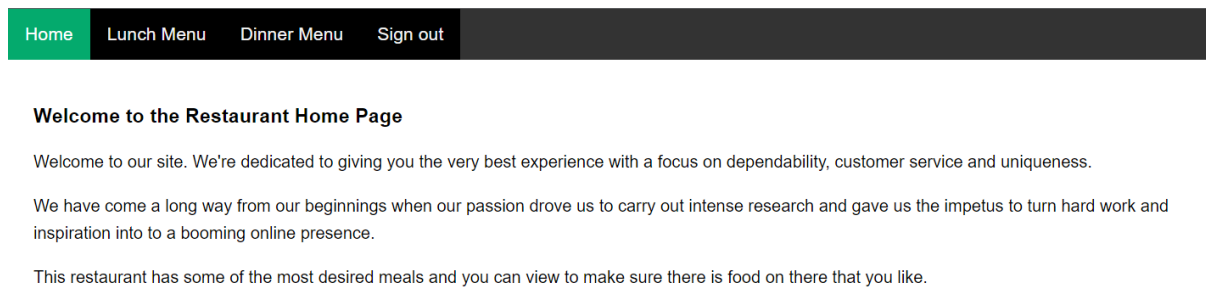 Home Lunch Menu Dinner Menu Sign out
Welcome to the Restaurant Home Page
Welcome to our site. We're dedicated to giving you the very best experience with a focus on dependability, customer service and uniqueness.
We have come a long way from our beginnings when our passion drove us to carry out intense research and gave us the impetus to turn hard work and
inspiration into to a booming online presence.
This restaurant has some of the most desired meals and you can view to make sure there is food on there that you like.